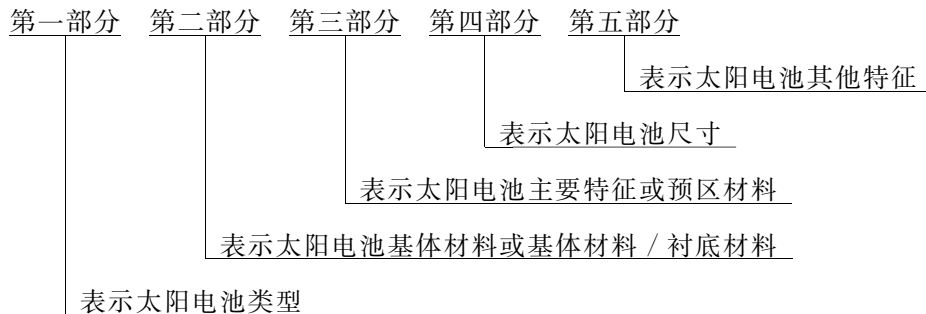 第一部分 第二部分 第三部分 第四部分 第五部分
表示太阳电池其他特征
表示太阳电池尺寸
表示太阳电池主要特征或预区材料
表示太阳电池基体材料或基体材料/衬底材料
表示太阳电池类型